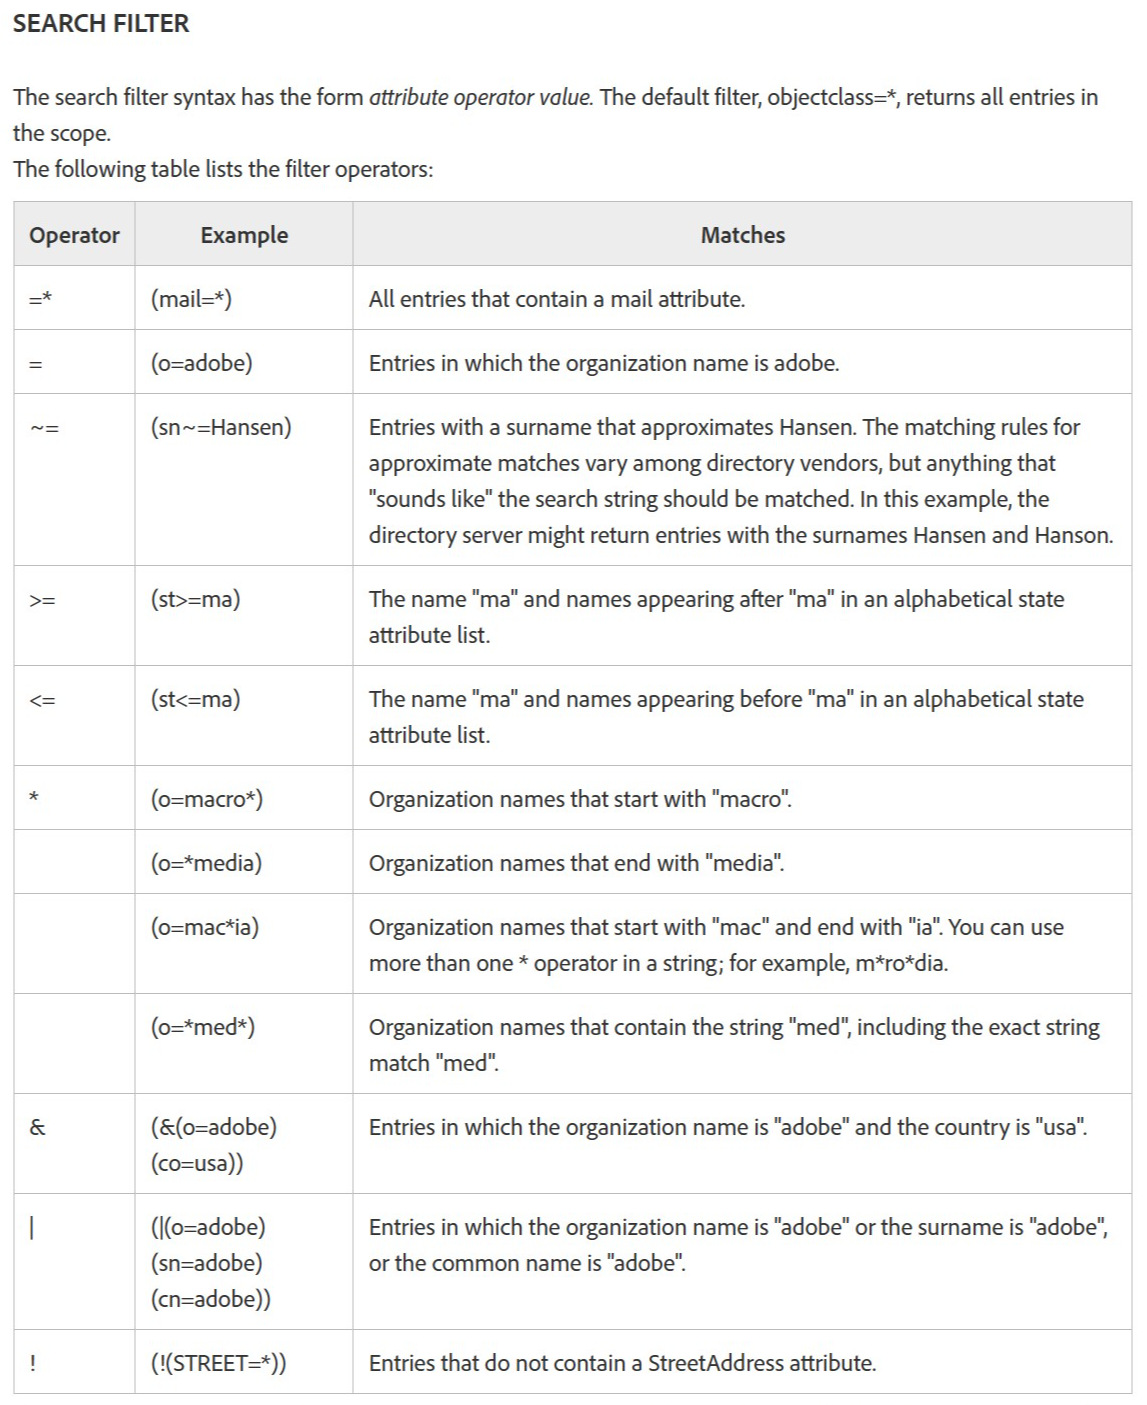 SEARCH FILTER
The search filter syntax has the form attribute operator value. The default filter, objectclass=*, returns all entries in
the scope.
The following table lists the filter operators:
Operator Example Matches
=* (mail=*) All entries that contain a mail attribute.
= (o=adobe) Entries in which the organization name is adobe.
~= (sn~=Hansen) Entries with a surname that approximates Hansen. The matching rules for
approximate matches vary among directory vendors, but anything that
"sounds like" the search string should be matched. In this example, the
directory server might return entries with the surnames Hansen and Hanson.
>= (st>=ma) The name "ma" and names appearing after "ma" in an alphabetical state
attribute list.
<= (st<=ma) The name "ma" and names appearing before "ma" in an alphabetical state
attribute list.
* (o=macro*) Organization names that start with "macro".
(o=*media) Organization names that end with "media".
(o=mac*ia) Organization names that start with "mac" and end with "ia". You can use
more than one * operator in a string; for example, m*ro*dia.
(o=*med*) Organization names that contain the string "med", including the exact string
match "med".
& (&(o=adobe) Entries in which the organization name is "adobe" and the country is "usa".
(co=usa))
| (|(o=adobe) Entries in which the organization name is "adobe" or the surname is "adobe",
(sn=adobe) or the common name is "adobe".
(cn=adobe))
! (!(STREET=*)) Entries that do not contain a StreetAddress attribute.